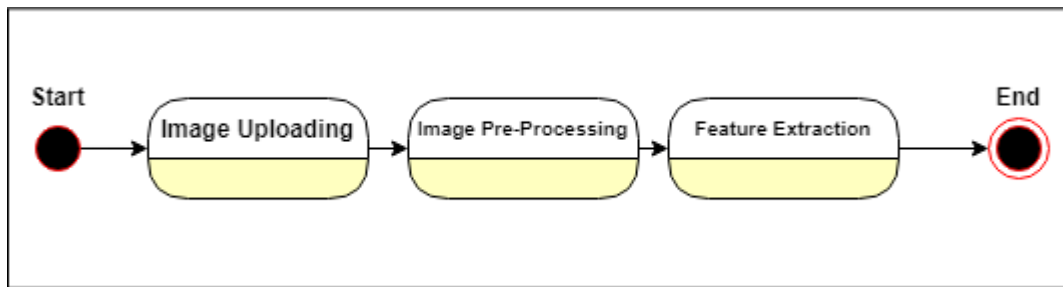 Start
End
Image Uploading
Image Pre-Processing
Feature Extraction